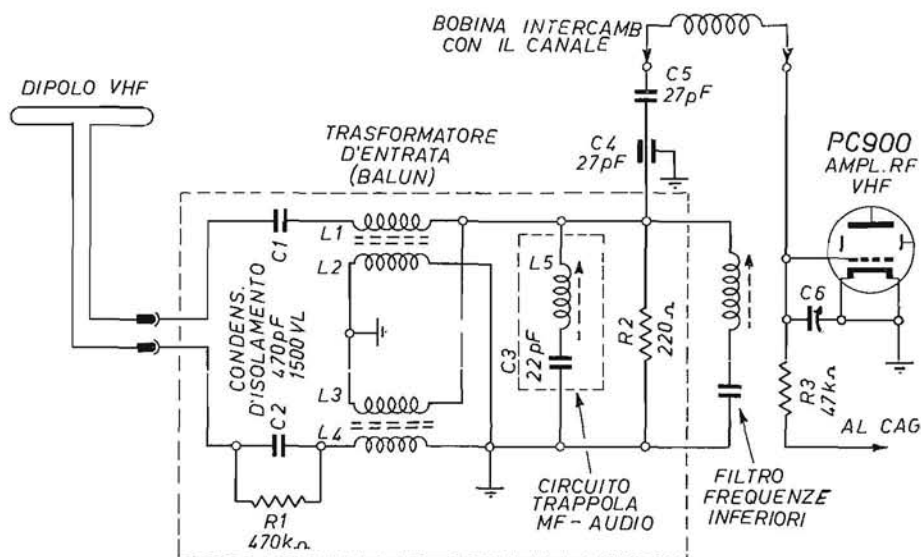 BOBINA INTERCAMB
CON IL CANALE
DIPOLO VHF
C5
27pF
TRASFORMATORE
D'ENTRATA
(BALUN)
C4
27pF
PC900
AMPL.RF
VHF
C1
L1
L2
L5
C6
CONDENS.
D'ISOLAMENTO
470pF
1500VL
C3
22pF
R2
220Ω
L3
C2
L4
R3
47kΩ
AL CAG
R1
470kΩ
CIRCUITO
TRAPPOLA
MF-AUDIO
FILTRO
FREQUENZE
INFERIORI